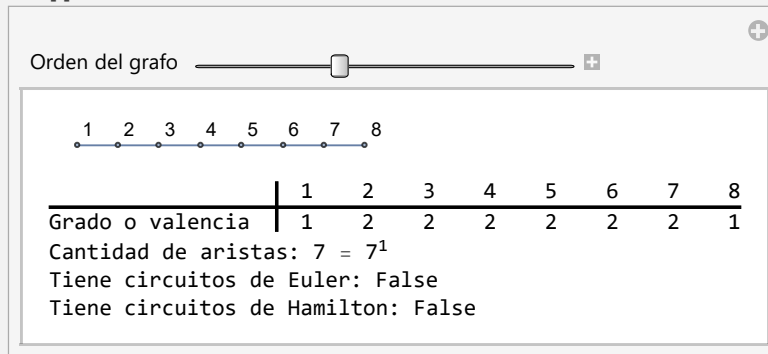 Orden del grafo
1 2 3 4 5 6 7 8
1 2 3 4 5 6 7 8
Grado o valencia 1 2 2 2 2 2 2 1
Cantidad de aristas: 7 = 7¹
Tiene circuitos de Euler: False
Tiene circuitos de Hamilton: False